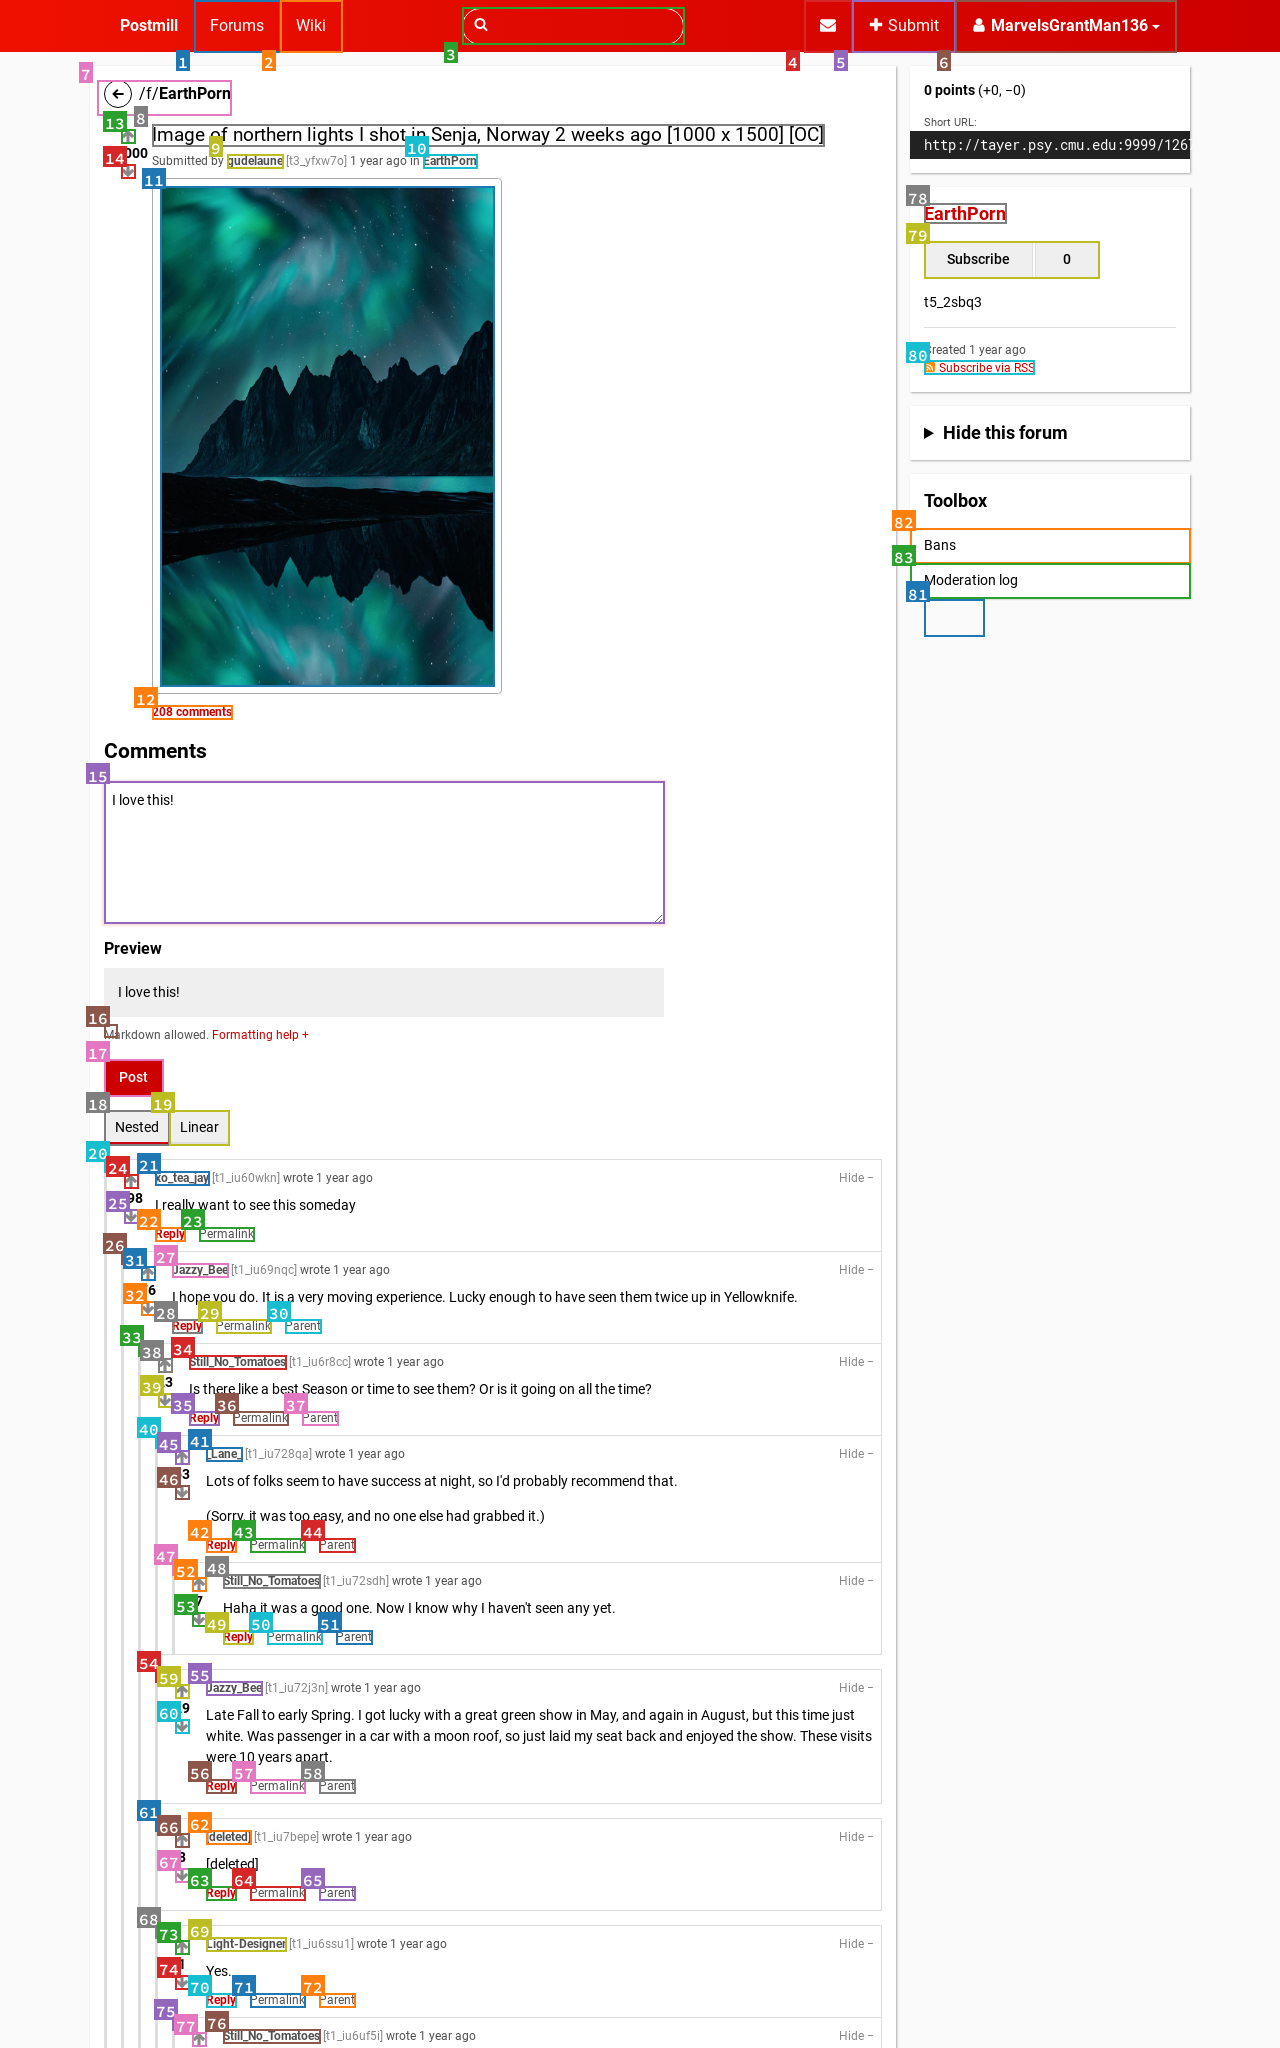 Postmill
Forums
Wiki
Submit
MarvelsGrantMan136
1
2
3
4
5
6
7
/f/EarthPorn
8
13
Image of northern lights I shot in Senja, Norway 2 weeks ago [1000 x 1500] [OC]
9
10
14
Submitted by gudelaune [t3_yfxw7o] 1 year ago in EarthPorn
11
12
208 comments
Comments
15
I love this!
Preview
I love this!
16
Markdown allowed. Formatting help +
17
Post
18
19
Nested
Linear
20
24
21
xo_tea_jay [t1_iu60wkn] wrote 1 year ago
Hide −
25
98
I really want to see this someday
22
23
Reply Permalink
26
31
27
Jazzy_Bee [t1_iu69nqc] wrote 1 year ago
Hide −
32
6
I hope you do. It is a very moving experience. Lucky enough to have seen them twice up in Yellowknife.
28
29
30
Reply Permalink Parent
33
38
34
Still_No_Tomatoes [t1_iu6r8cc] wrote 1 year ago
Hide −
39
3
Is there like a best Season or time to see them? Or is it going on all the time?
35
36
37
Reply Permalink Parent
40
45
41
_Lane_ [t1_iu728qa] wrote 1 year ago
Hide −
46
3
Lots of folks seem to have success at night, so I'd probably recommend that.
(Sorry, it was too easy, and no one else had grabbed it.)
42
43
44
Reply Permalink Parent
47
52
48
Still_No_Tomatoes [t1_iu72sdh] wrote 1 year ago
Hide −
53
7
Haha it was a good one. Now I know why I haven't seen any yet.
49
50
51
Reply Permalink Parent
54
59
55
Jazzy_Bee [t1_iu72j3n] wrote 1 year ago
Hide −
60
9
Late Fall to early Spring. I got lucky with a great green show in May, and again in August, but this time just
white. Was passenger in a car with a moon roof, so just laid my seat back and enjoyed the show. These visits
were 10 years apart.
56
57
58
Reply Permalink Parent
61
66
62
[deleted] [t1_iu7bepe] wrote 1 year ago
Hide −
67
3
[deleted]
63
64
65
Reply Permalink Parent
68
73
69
Light-Designer [t1_iu6ssu1] wrote 1 year ago
Hide −
74
1
Yes.
70
71
72
Reply Permalink Parent
75
77
76
Still_No_Tomatoes [t1_iu6uf5i] wrote 1 year ago
Hide −
0 points (+0, −0)
Short URL:
http://tayer.psy.cmu.edu:9999/126
78
EarthPorn
79
Subscribe
0
t5_2sbq3
80
Created 1 year ago
Subscribe via RSS
Hide this forum
Toolbox
82
Bans
83
Moderation log
81